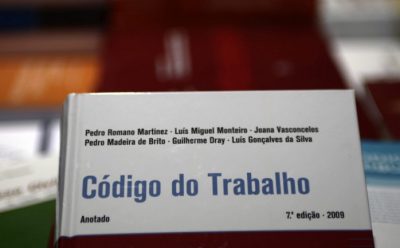 Pedro Romano Martinez · Luís Miguel Monteiro · Joana Vasconcelos
Pedro Madeira de Brito · Guilherme Dray · Luís Gonçalves da Silva
Código do Trabalho
Anotado 7.ª edição · 2009